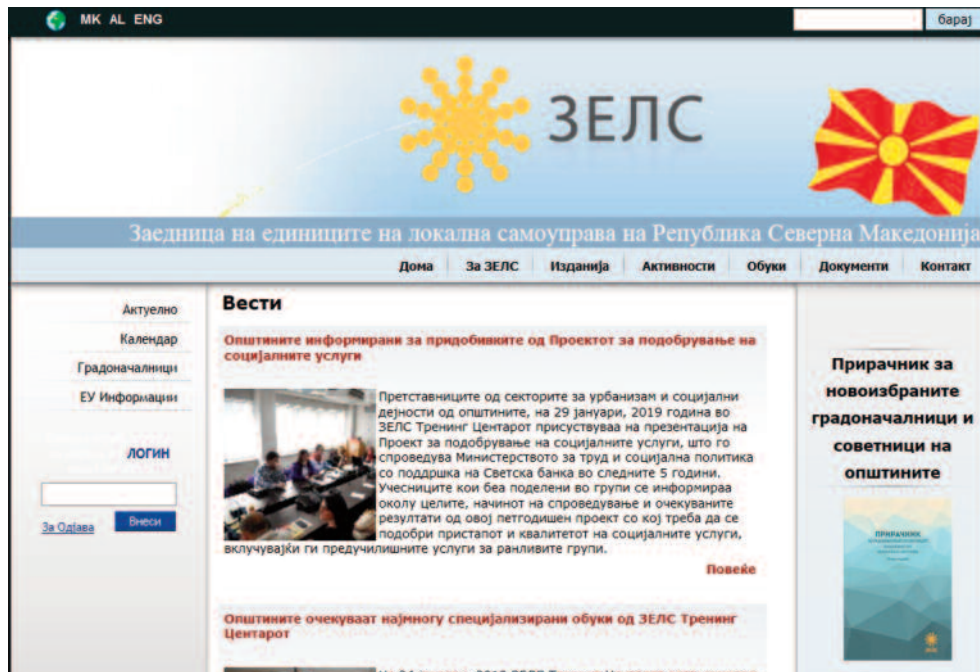 MK AL ENG
барај
ЗЕЛС
Заедница на единиците на локална самоуправа на Република Северна Македонија
Дома За ЗЕЛС Изданија Активности Обуки Документи Контакт
Актуелно
Календар
Градоначалници
ЕУ Информации
ЛОГИН
За Одјава Внеси
Вести
Општините информирани за придобивките од Проектот за подобрување на
социјалните услуги
Претставниците од секторите за урбанизам и социјални
дејности од општините, на 29 јануари, 2019 година во
ЗЕЛС Тренинг Центарот присуствуваа на презентација на
Проект за подобрување на социјалните услуги, што го
спроведува Министерството за труд и социјална политика
со поддршка на Светска банка во следните 5 години.
Учесниците кои беа поделени во групи се информираа
околу целите, начинот на спроведување и очекуваните
резултати од овој петгодишен проект со кој треба да се
подобри пристапот и квалитетот на социјалните услуги,
вклучувајќи ги предучилишните услуги за ранливите групи.
Повеќе
Општините очекуваат најмногу специјализирани обуки од ЗЕЛС Тренинг
Центарот
Прирачник за
новоизбраните
градоначалници и
советници на
општините
ПРИРАЧНИК